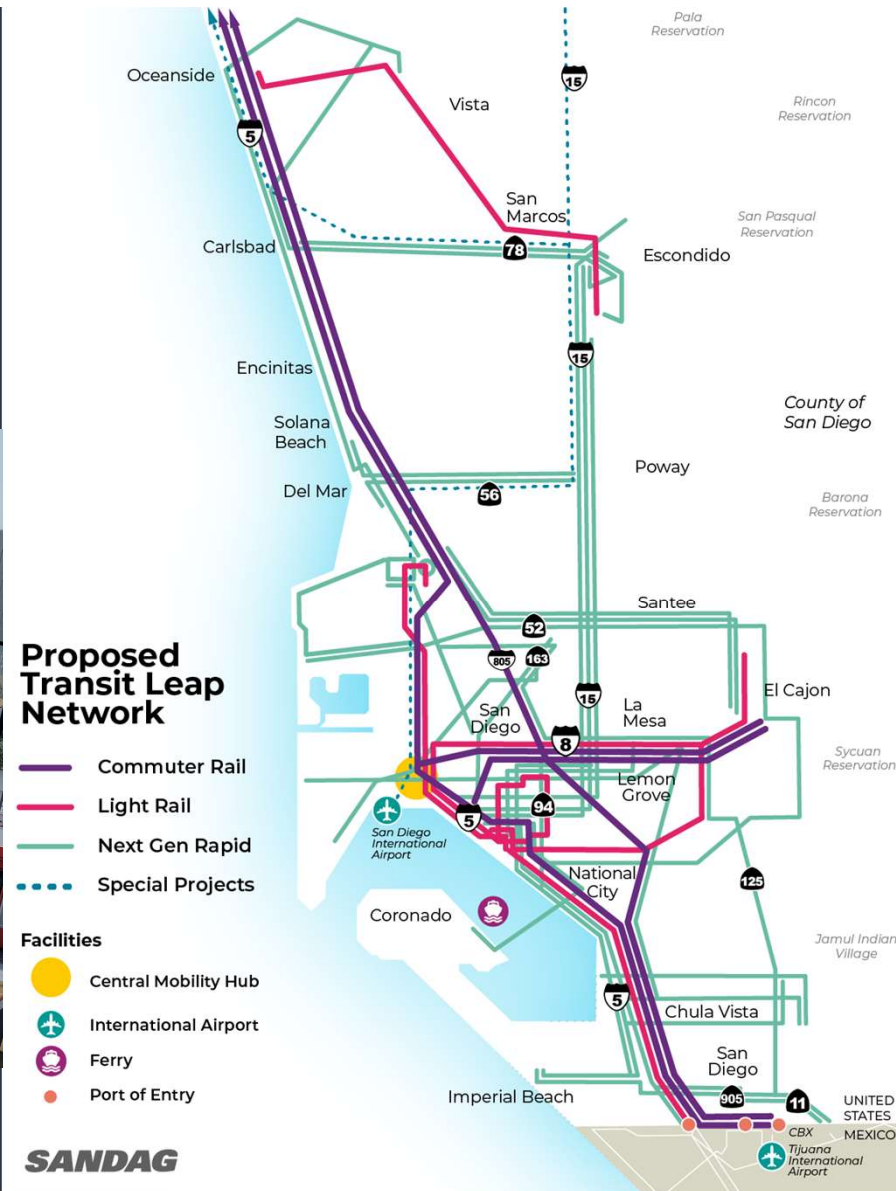 Pala
Reservation
15
Oceanside
Vista
Rincon
Reservation
5
San
Marcos
San Pasqual
Reservation
Carlsbad
78
Escondido
15
Encinitas
County of
San Diego
Solana
Beach
Poway
Del Mar
56
Barona
Reservation
Santee
52
163
805
Proposed
Transit Leap
Network
San
Diego
15
La
Mesa
El Cajon
8
Commuter Rail
Sycuan
Reservation
Lemon
Grove
94
Light Rail
5
San Diego
International
Airport
Next Gen Rapid
National
City
125
Special Projects
Coronado
Facilities
Jamul Indian
Village
Central Mobility Hub
5
Chula Vista
International Airport
Ferry
San
Diego
Port of Entry
Imperial Beach
905
11
UNITED
STATES
CBX
MEXICO
Tijuana
International
Airport
SANDAG